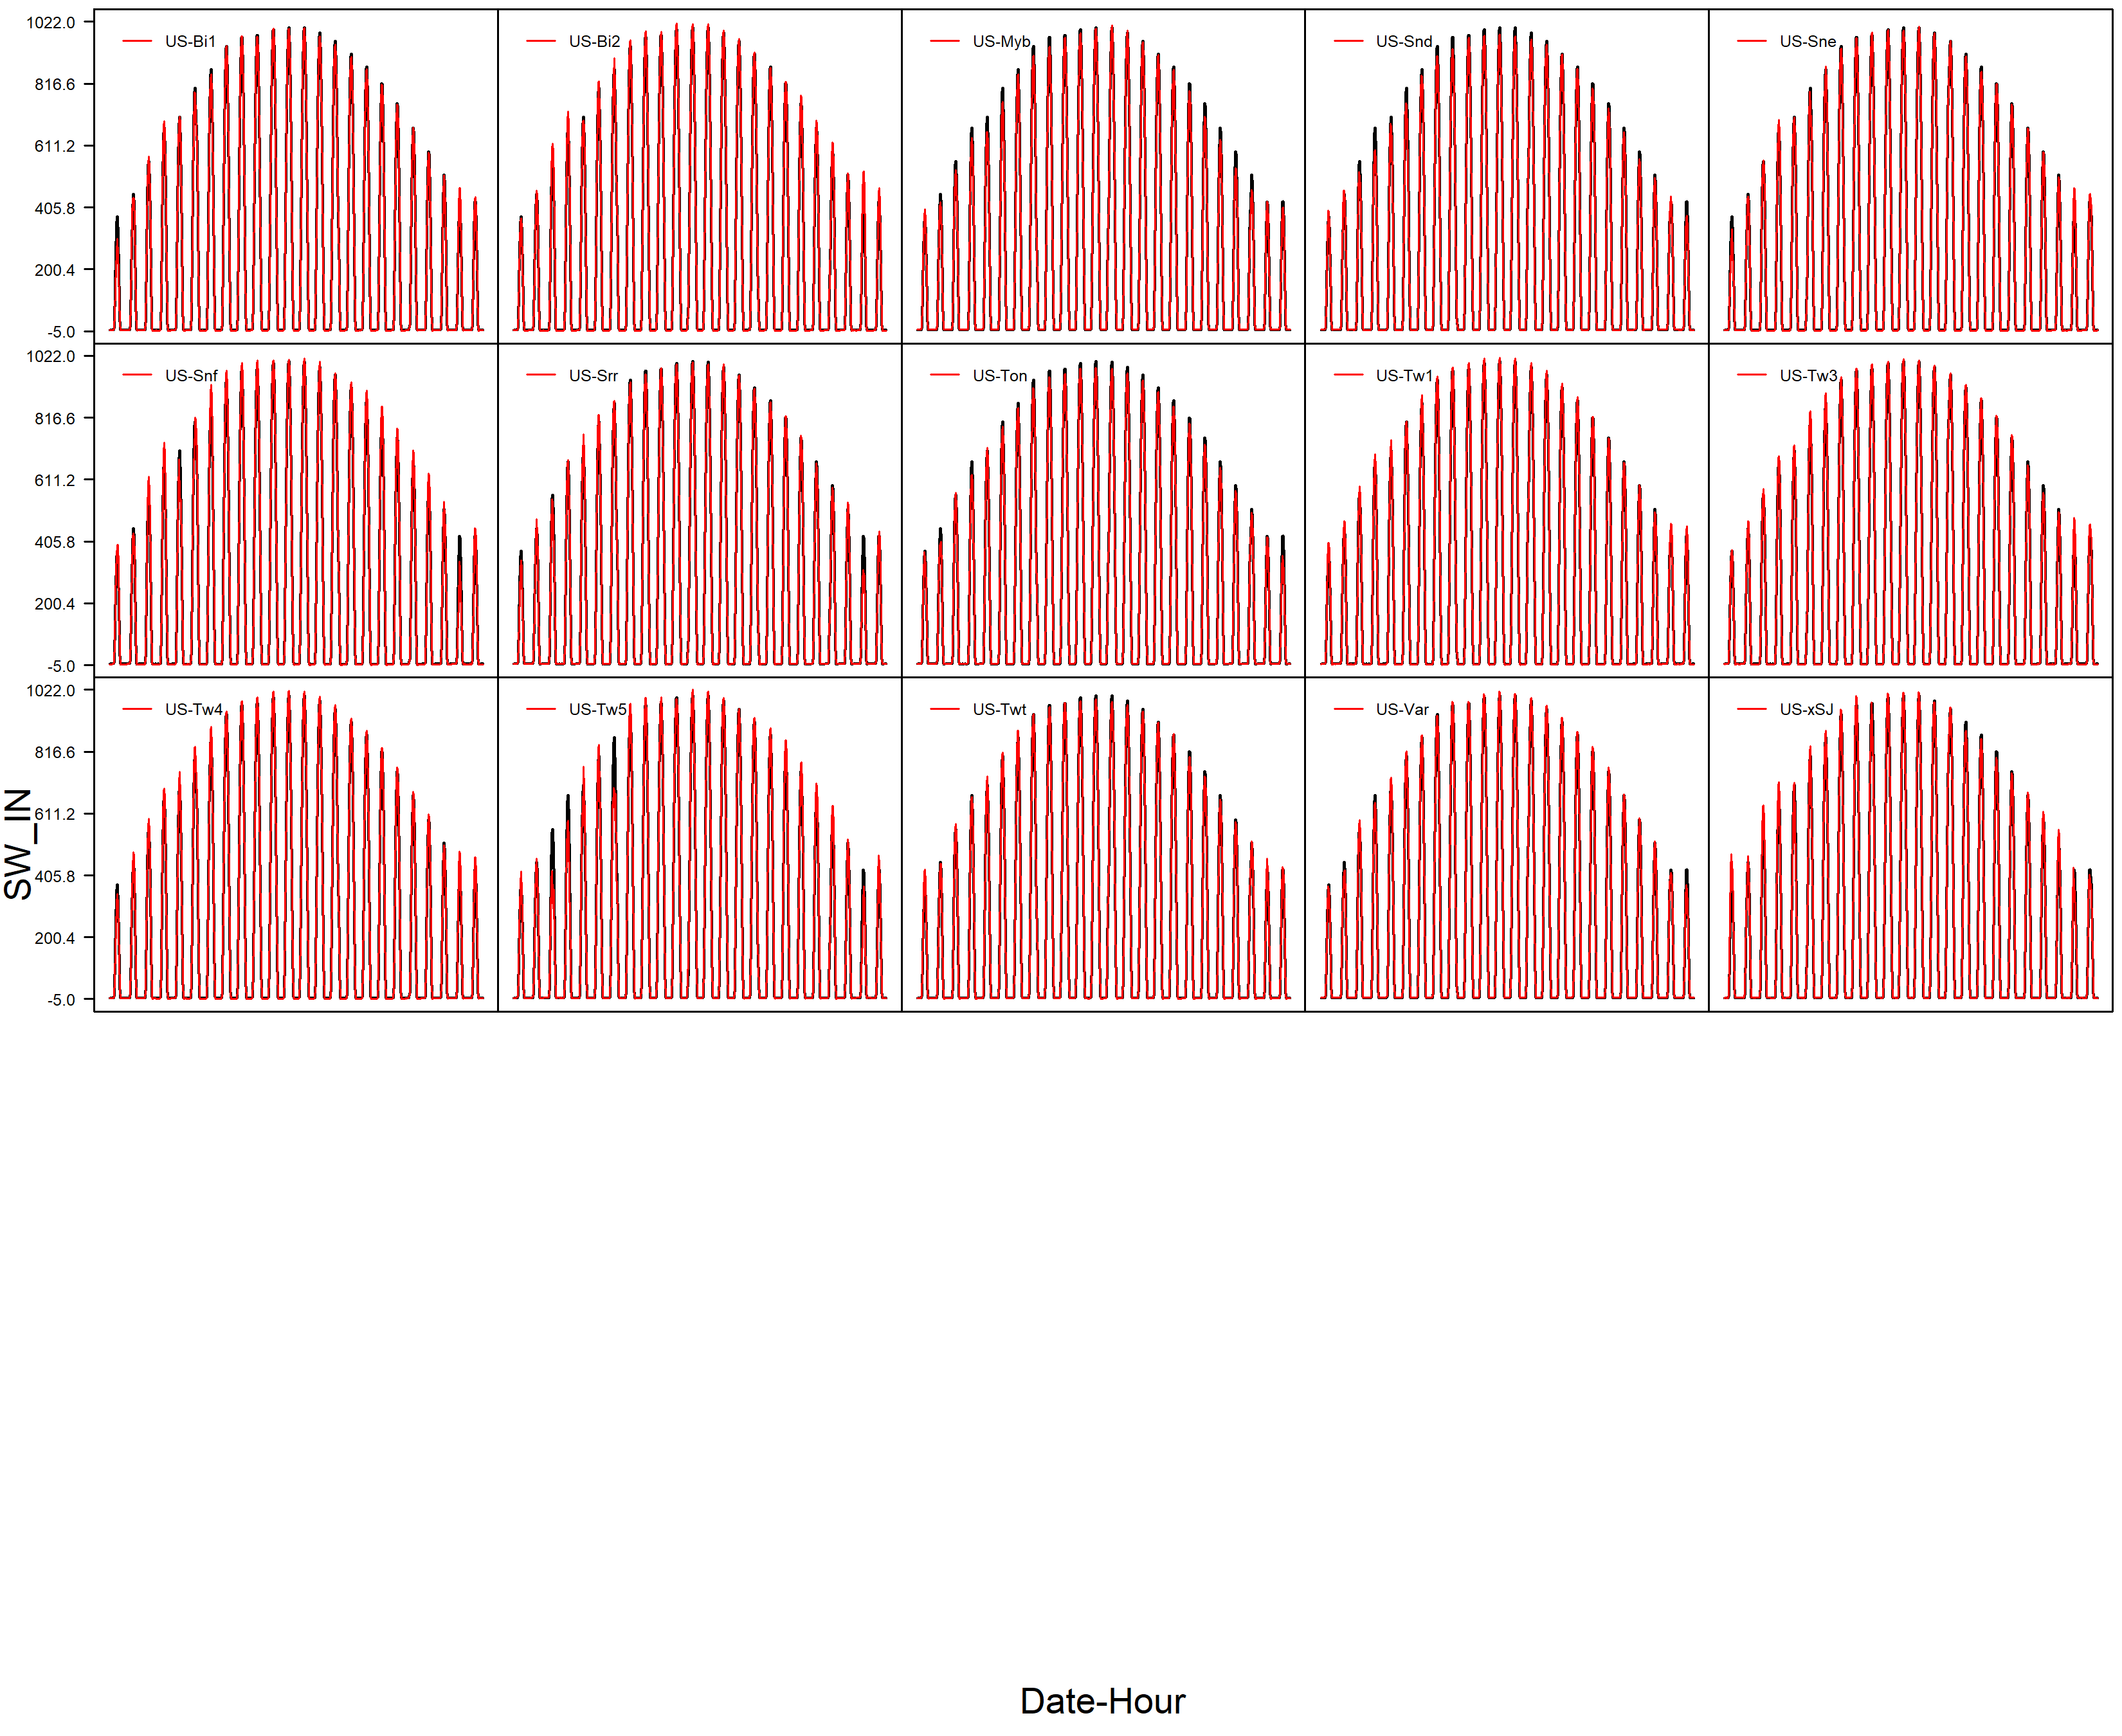 1022.0
US-Bi1
US-Bi2
US-Myb
US-Snd
US-Sne
816.6
611.2
405.8
200.4
-5.0
1022.0
US-Snf
US-Srr
US-Ton
US-Tw1
US-Tw3
816.6
611.2
405.8
200.4
-5.0
1022.0
US-Tw4
US-Tw5
US-Twt
US-Var
US-xSJ
816.6
611.2
405.8
200.4
-5.0
SW_IN
Date-Hour